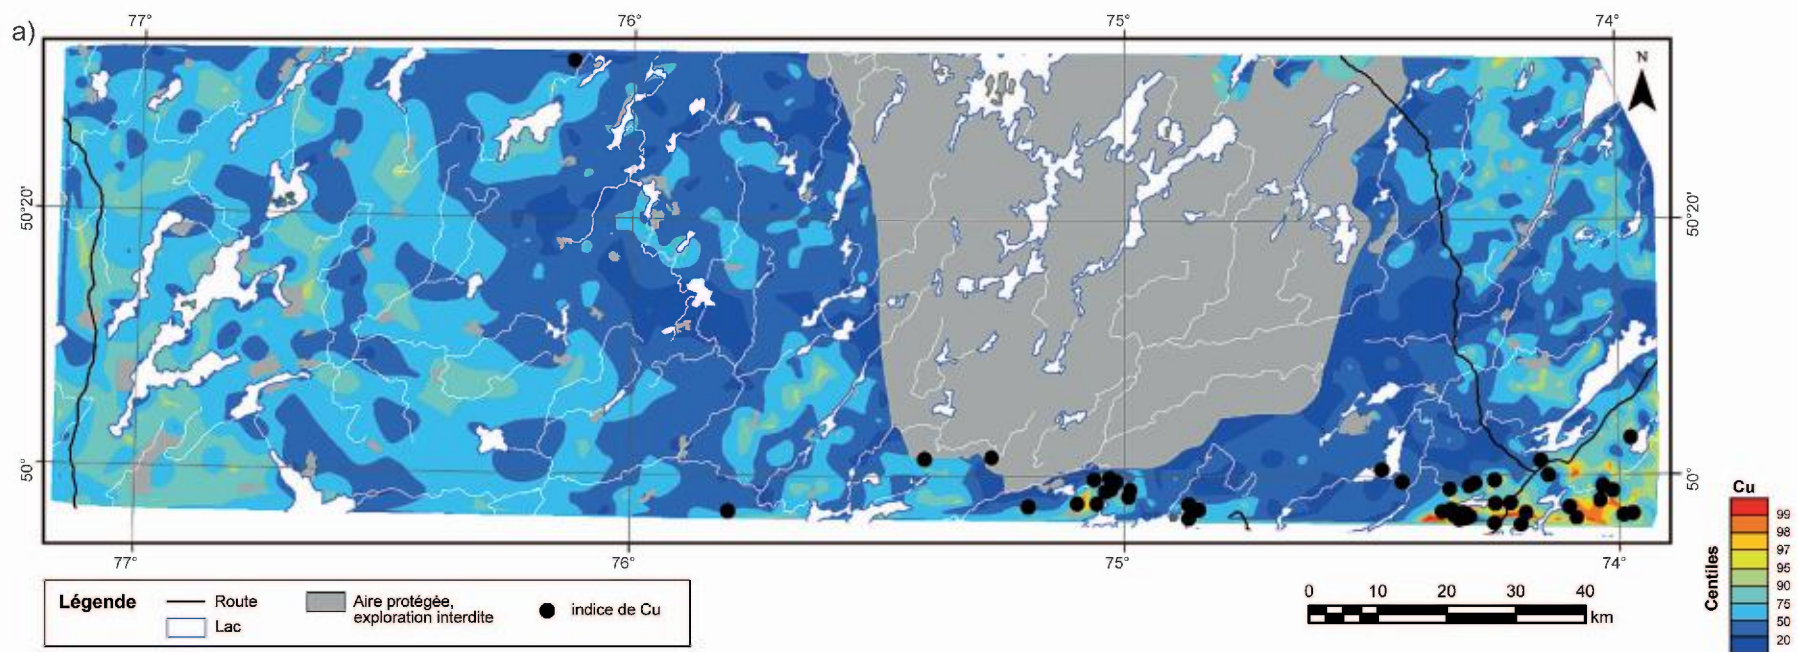 a)
77° 76° 75° 74°
N
50°20' 50°20'
50° 50°
77° 76° 75° 74°
Légende
Route
Lac
Aire protégée,
exploration interdite
indice de Cu
0 10 20 30 40
km
Cu
Centiles
99
98
97
95
90
75
50
20